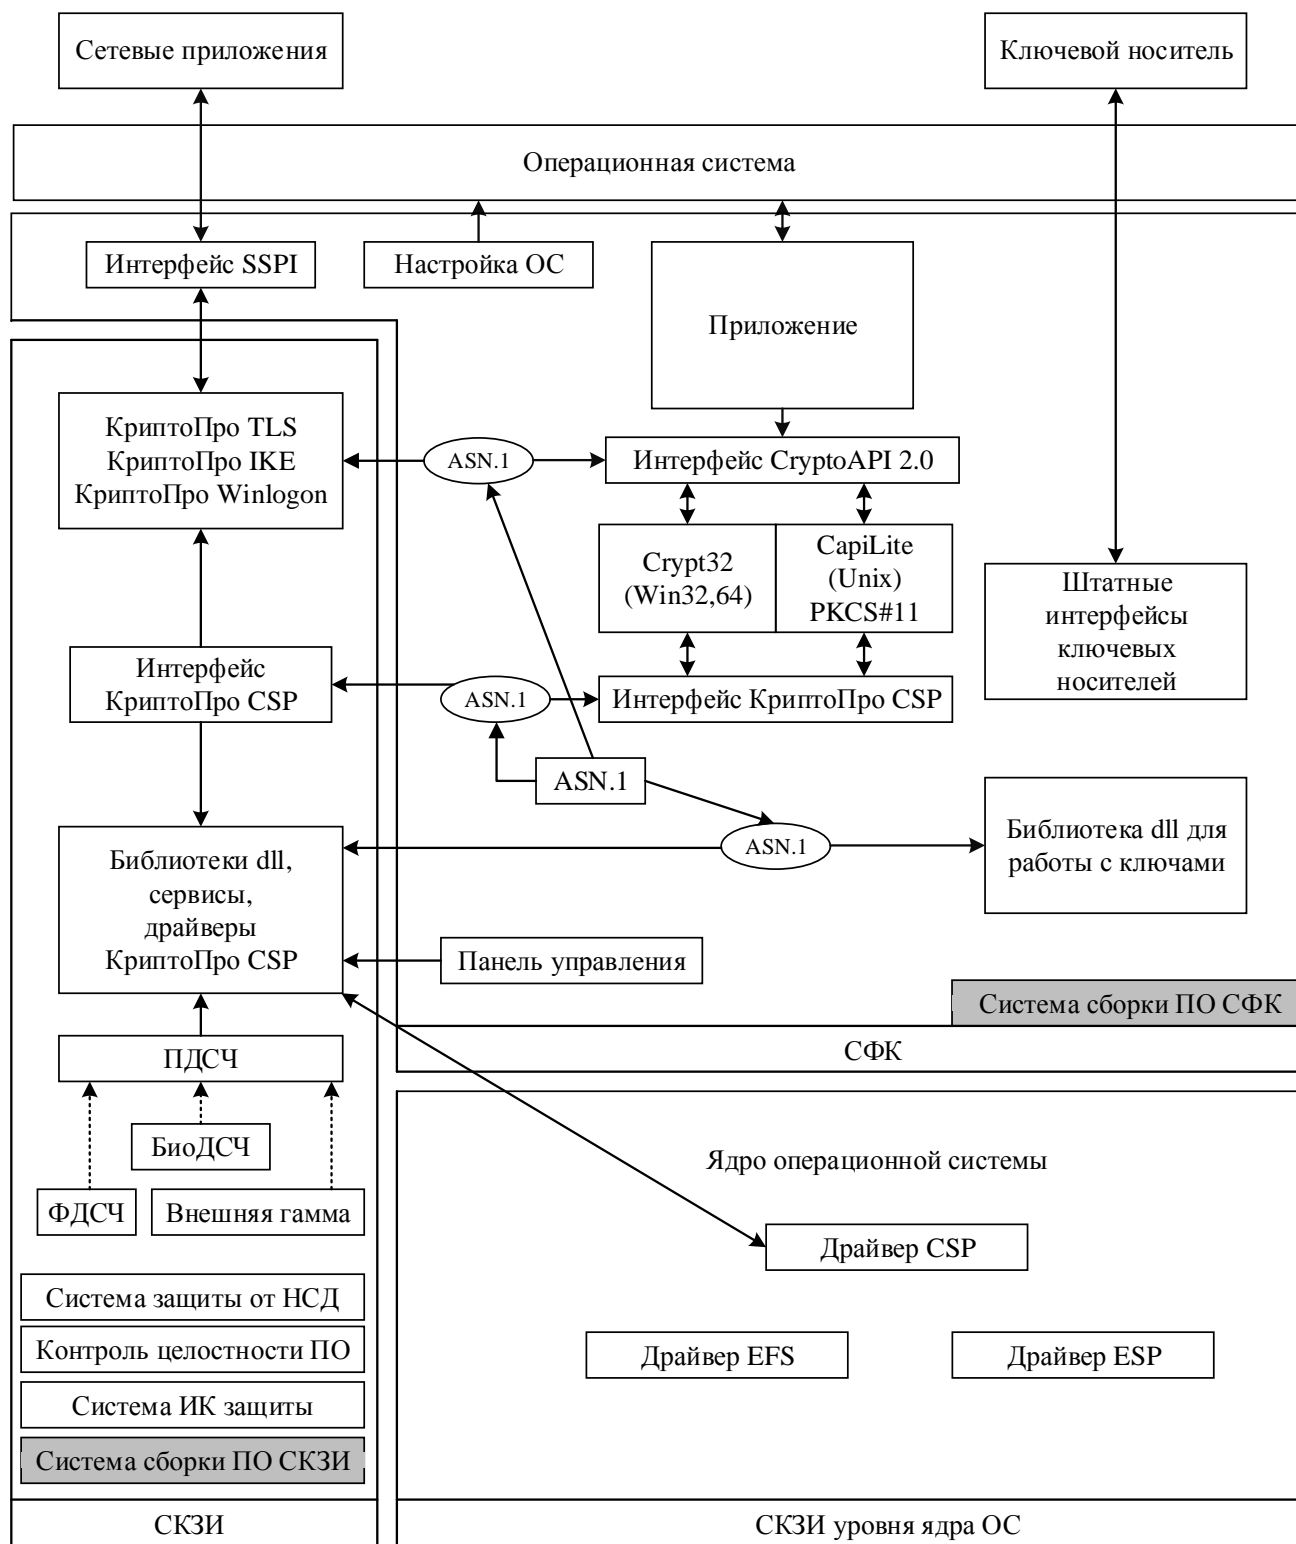 Сетевые приложения
Ключевой носитель
Операционная система
Интерфейс SSPI
Настройка ОС
Приложение
КриптоПро TLS
КриптоПро IKE
КриптоПро Winlogon
ASN.1
Интерфейс CryptoAPI 2.0
Crypt32
(Win32,64)
CapiLite
(Unix)
PKCS#11
Штатные
интерфейсы
ключевых
носителей
Интерфейс
КриптоПро CSP
ASN.1
Интерфейс КриптоПро CSP
ASN.1
Библиотеки dll,
сервисы,
драйверы
КриптоПро CSP
ASN.1
Библиотека dll для
работы с ключами
Панель управления
Система сборки ПО СФК
СФК
ПДСЧ
БиоДСЧ
ФДСЧ
Внешняя гамма
Ядро операционной системы
Драйвер CSP
Драйвер EFS
Драйвер ESP
Система защиты от НСД
Контроль целостности ПО
Система ИК защиты
Система сборки ПО СКЗИ
СКЗИ
СКЗИ уровня ядра ОС